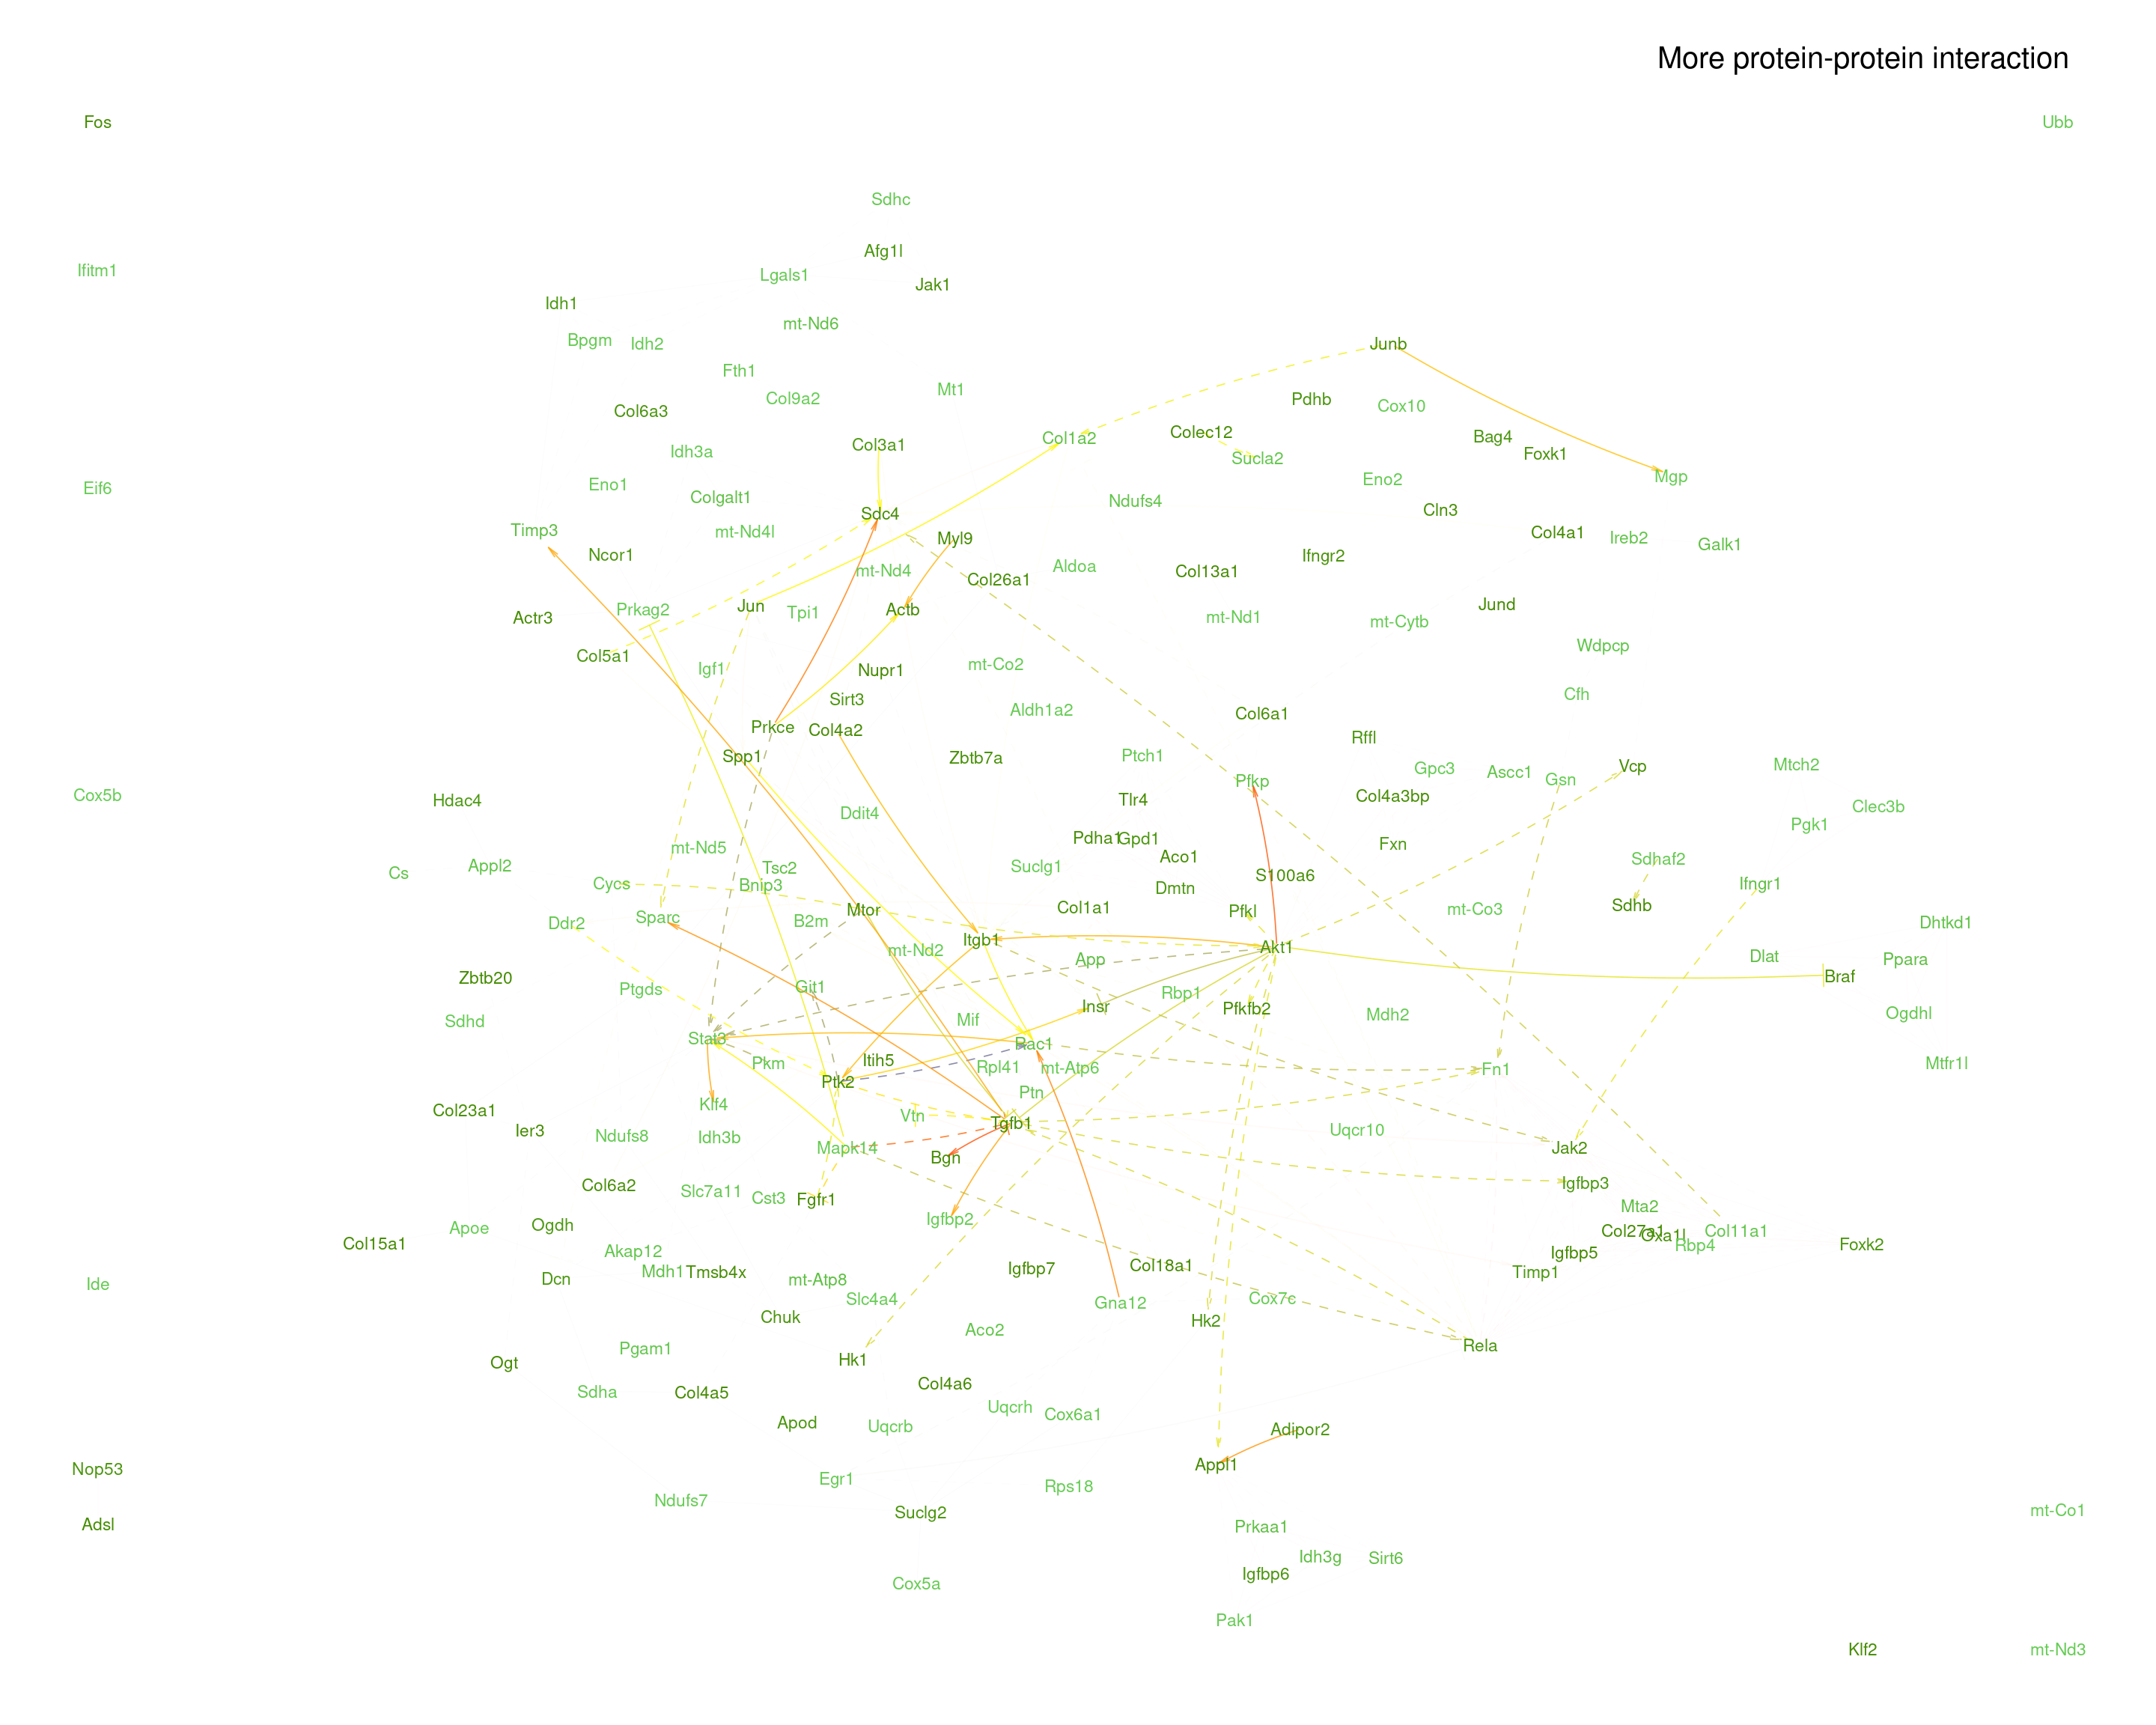 More protein-protein interaction
Fos
Ubb
Sdhc
Afg1l
Ifitm1
Lgals1
Jak1
Idh1
mt-Nd6
Bpgm
Idh2
Junb
Fth1
Mt1
Col9a2
Pdhb
Cox10
Col6a3
Colec12
Bag4
Col1a2
Col3a1
Idh3a
Foxk1
Sucla2
Mgp
Eno2
Eno1
Eif6
Colgalt1
Ndufs4
Cln3
Sdc4
Timp3
mt-Nd4l
Col4a1
Myl9
Ireb2
Galk1
Ncor1
Ifngr2
Aldoa
mt-Nd4
Col13a1
Col26a1
Jund
Jun
Prkag2
Actb
Tpi1
Actr3
mt-Nd1
mt-Cytb
Wdpcp
Col5a1
mt-Co2
Igf1
Nupr1
Cfh
Sirt3
Aldh1a2
Col6a1
Prkce
Col4a2
Rffl
Spp1
Zbtb7a
Ptch1
Vcp
Mtch2
Gpc3
Ascc1
Gsn
Pfkp
Cox5b
Col4a3bp
Hdac4
Tlr4
Clec3b
Ddit4
Pgk1
Pdha1
Gpd1
Fxn
mt-Nd5
Aco1
Sdhaf2
Appl2
Suclg1
Tsc2
Cs
S100a6
Cycs
Bnip3
Ifngr1
Dmtn
Sdhb
Col1a1
mt-Co3
Mtor
Pfkl
Sparc
B2m
Ddr2
Dhtkd1
Itgb1
Akt1
mt-Nd2
Dlat
App
Ppara
Braf
Zbtb20
Git1
Ptgds
Rbp1
Insr
Pfkfb2
Ogdhl
Mdh2
Mif
Sdhd
Stat3
Rac1
Itih5
Pkm
Mtfr1l
Rpl41
mt-Atp6
Fn1
Ptk2
Ptn
Klf4
Col23a1
Vtn
Tgfb1
Ier3
Uqcr10
Ndufs8
Idh3b
Mapk14
Jak2
Bgn
Igfbp3
Col6a2
Slc7a11
Cst3
Fgfr1
Mta2
Igfbp2
Ogdh
Apoe
Col27a1
Col11a1
Oxa1l
Col15a1
Rbp4
Foxk2
Akap12
Igfbp5
Col18a1
Igfbp7
Mdh1
Tmsb4x
Timp1
Dcn
mt-Atp8
Ide
Slc4a4
Cox7c
Gna12
Chuk
Hk2
Aco2
Rela
Pgam1
Hk1
Ogt
Col4a6
Sdha
Col4a5
Uqcrh
Cox6a1
Apod
Uqcrb
Adipor2
Appl1
Nop53
Egr1
Rps18
Ndufs7
mt-Co1
Suclg2
Adsl
Prkaa1
Idh3g
Sirt6
Igfbp6
Cox5a
Pak1
Klf2
mt-Nd3